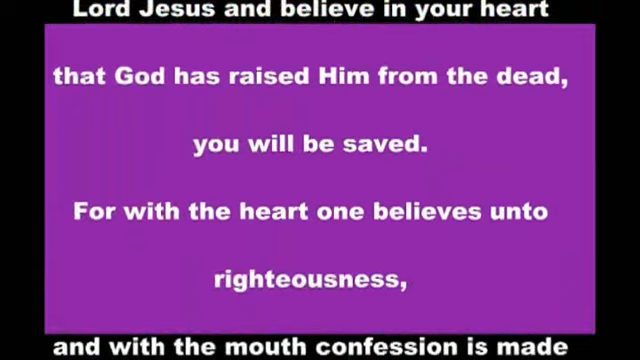 Lord Jesus and believe in your heart
that God has raised Him from the dead,
you will be saved.
For with the heart one believes unto
righteousness,
and with the mouth confession is made